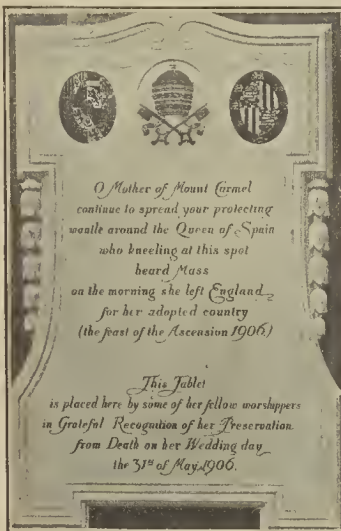 O Mother of Mount Carmel
continue to spread your protecting
mantle around the Queen of Spain
who kneeling at this spot
heard Mass
on the morning she left England
for her adopted country
(the feast of the Ascension 1906)
This Tablet
is placed here by some of her fellow worshippers
in Grateful Recognition of her Preservation
from Death on her Wedding day
the 31st of May, 1906.